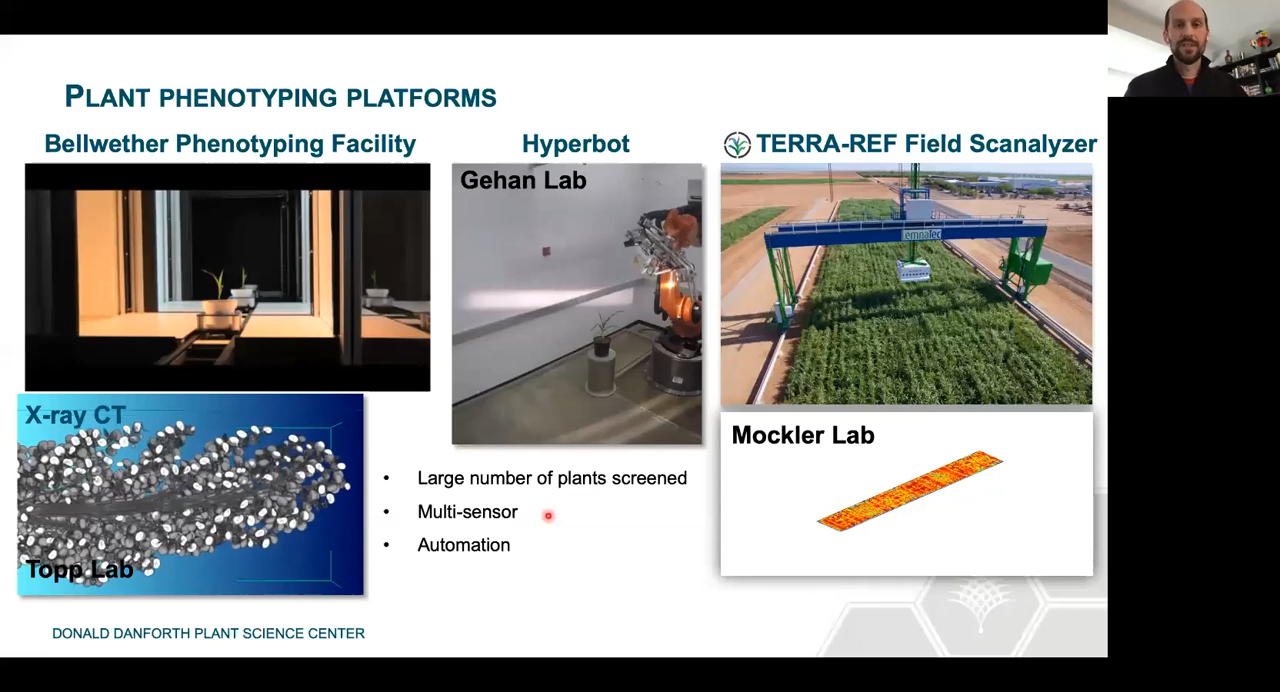 PLANT PHENOTYPING PLATFORMS
Bellwether Phenotyping Facility
Hyperbot
TERRA-REF Field Scanalyzer
Gehan Lab
X-ray CT
Topp Lab
• Large number of plants screened
• Multi-sensor
• Automation
Mockler Lab
DONALD DANFORTH PLANT SCIENCE CENTER